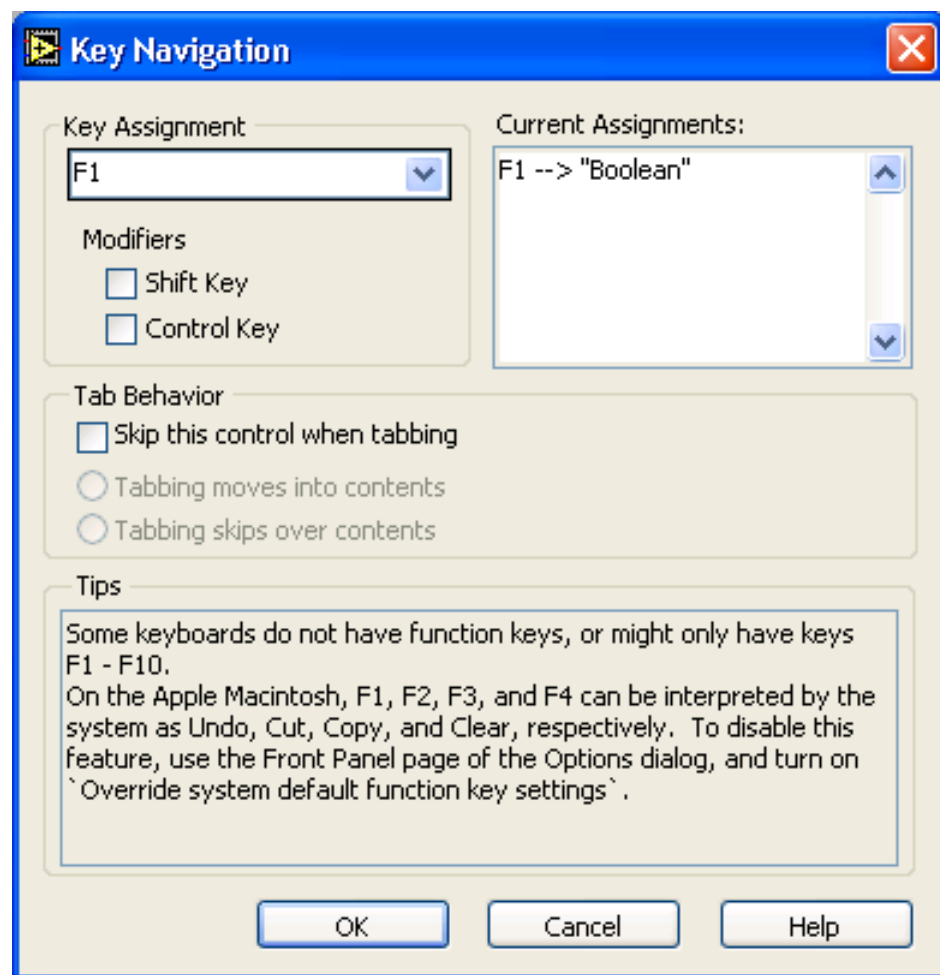 Key Navigation
Key Assignment
F1
Modifiers
Shift Key
Control Key
Current Assignments:
F1 --> "Boolean"
Tab Behavior
Skip this control when tabbing
Tabbing moves into contents
Tabbing skips over contents
Tips
Some keyboards do not have function keys, or might only have keys
F1 - F10.
On the Apple Macintosh, F1, F2, F3, and F4 can be interpreted by the
system as Undo, Cut, Copy, and Clear, respectively.  To disable this
feature, use the Front Panel page of the Options dialog, and turn on
`Override system default function key settings`.
OK
Cancel
Help